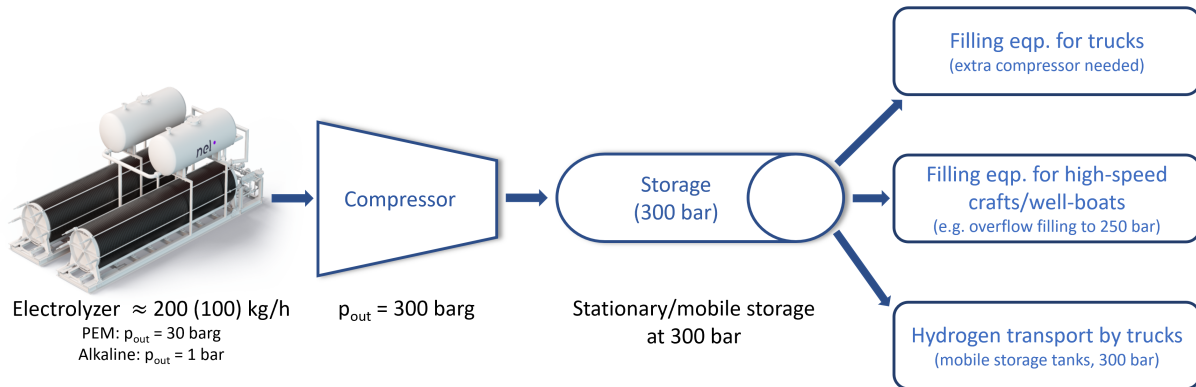 nel
Electrolyzer ≈ 200 (100) kg/h
PEM: pout = 30 barg
Alkaline: pout = 1 bar
Compressor
pout = 300 barg
Storage
(300 bar)
Stationary/mobile storage
at 300 bar
Filling eqp. for trucks
(extra compressor needed)
Filling eqp. for high-speed
crafts/well-boats
(e.g. overflow filling to 250 bar)
Hydrogen transport by trucks
(mobile storage tanks, 300 bar)